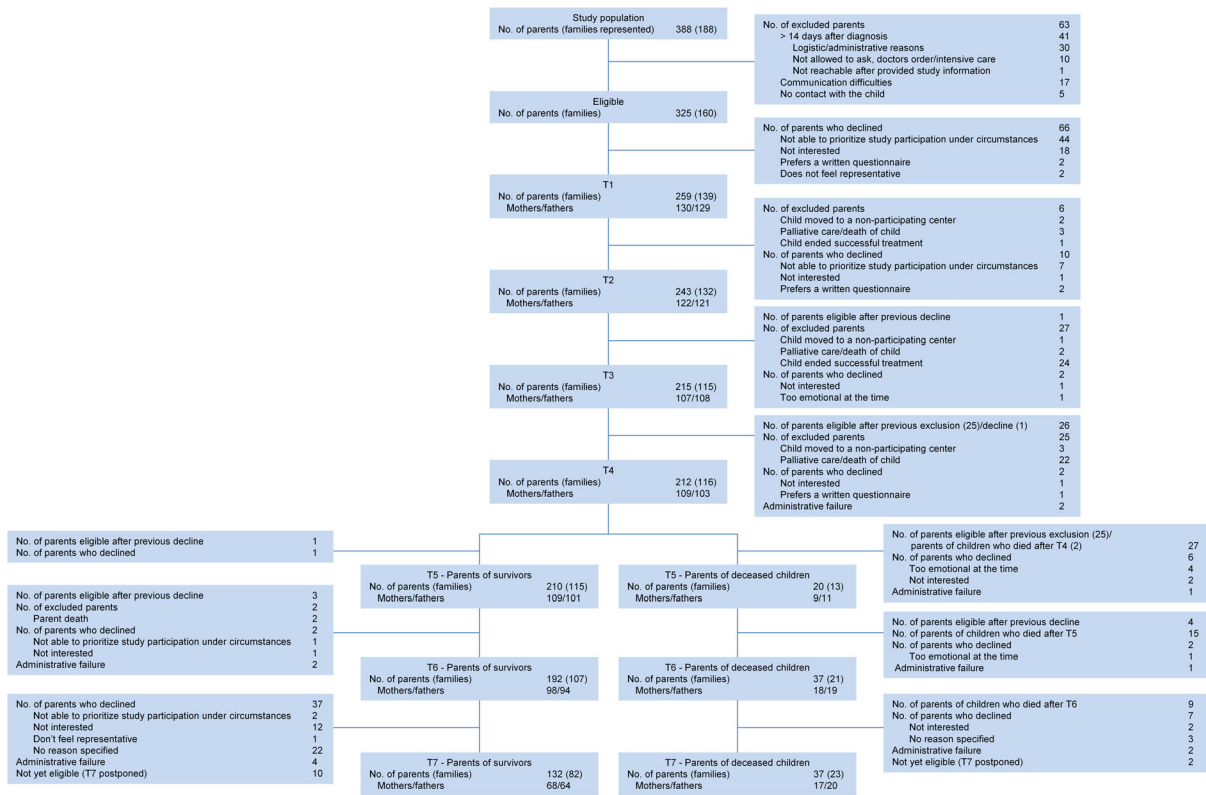 Study population
No. of parents (families represented) 388 (188)
No. of excluded parents 63
> 14 days after diagnosis 41
Logistic/administrative reasons 30
Not allowed to ask, doctors order/intensive care 10
Not reachable after provided study information 1
Communication difficulties 17
No contact with the child 5
Eligible
No. of parents (families) 325 (160)
No. of parents who declined 66
Not able to prioritize study participation under circumstances 44
Not interested 18
Prefers a written questionnaire 2
Does not feel representative 2
T1
No. of parents (families) 259 (139)
Mothers/fathers 130/129
No. of excluded parents 6
Child moved to a non-participating center 2
Palliative care/death of child 3
Child ended successful treatment 1
No. of parents who declined 10
Not able to prioritize study participation under circumstances 7
Not interested 1
Prefers a written questionnaire 2
T2
No. of parents (families) 243 (132)
Mothers/fathers 122/121
No. of parents eligible after previous decline 1
No. of excluded parents 27
Child moved to a non-participating center 1
Palliative care/death of child 2
Child ended successful treatment 24
No. of parents who declined 2
Not interested 1
Too emotional at the time 1
T3
No. of parents (families) 215 (115)
Mothers/fathers 107/108
No. of parents eligible after previous exclusion (25)/decline (1) 26
No. of excluded parents 25
Child moved to a non-participating center 3
Palliative care/death of child 22
No. of parents who declined 2
Not interested 1
Prefers a written questionnaire 1
Administrative failure 2
T4
No. of parents (families) 212 (116)
Mothers/fathers 109/103
No. of parents eligible after previous decline 1
No. of parents who declined 1
No. of parents eligible after previous exclusion (25)/
parents of children who died after T4 (2) 27
No. of parents who declined 6
Too emotional at the time 4
Not interested 2
Administrative failure 1
T5 - Parents of survivors
No. of parents (families) 210 (115)
Mothers/fathers 109/101
T5 - Parents of deceased children
No. of parents (families) 20 (13)
Mothers/fathers 9/11
No. of parents eligible after previous decline 3
No. of excluded parents 2
Parent death 2
No. of parents who declined 2
Not able to prioritize study participation under circumstances 1
Not interested 1
Administrative failure 2
No. of parents eligible after previous decline 4
No. of parents of children who died after T5 15
No. of parents who declined 2
Too emotional at the time 1
Administrative failure 1
T6 - Parents of survivors
No. of parents (families) 192 (107)
Mothers/fathers 98/94
T6 - Parents of deceased children
No. of parents (families) 37 (21)
Mothers/fathers 18/19
No. of parents who declined 37
Not able to prioritize study participation under circumstances 2
Not interested 12
Don't feel representative 1
No reason specified 22
Administrative failure 4
Not yet eligible (T7 postponed) 10
No. of parents of children who died after T6 9
No. of parents who declined 7
Not interested 2
No reason specified 3
Administrative failure 2
Not yet eligible (T7 postponed) 2
T7 - Parents of survivors
No. of parents (families) 132 (82)
Mothers/fathers 68/64
T7 - Parents of deceased children
No. of parents (families) 37 (23)
Mothers/fathers 17/20